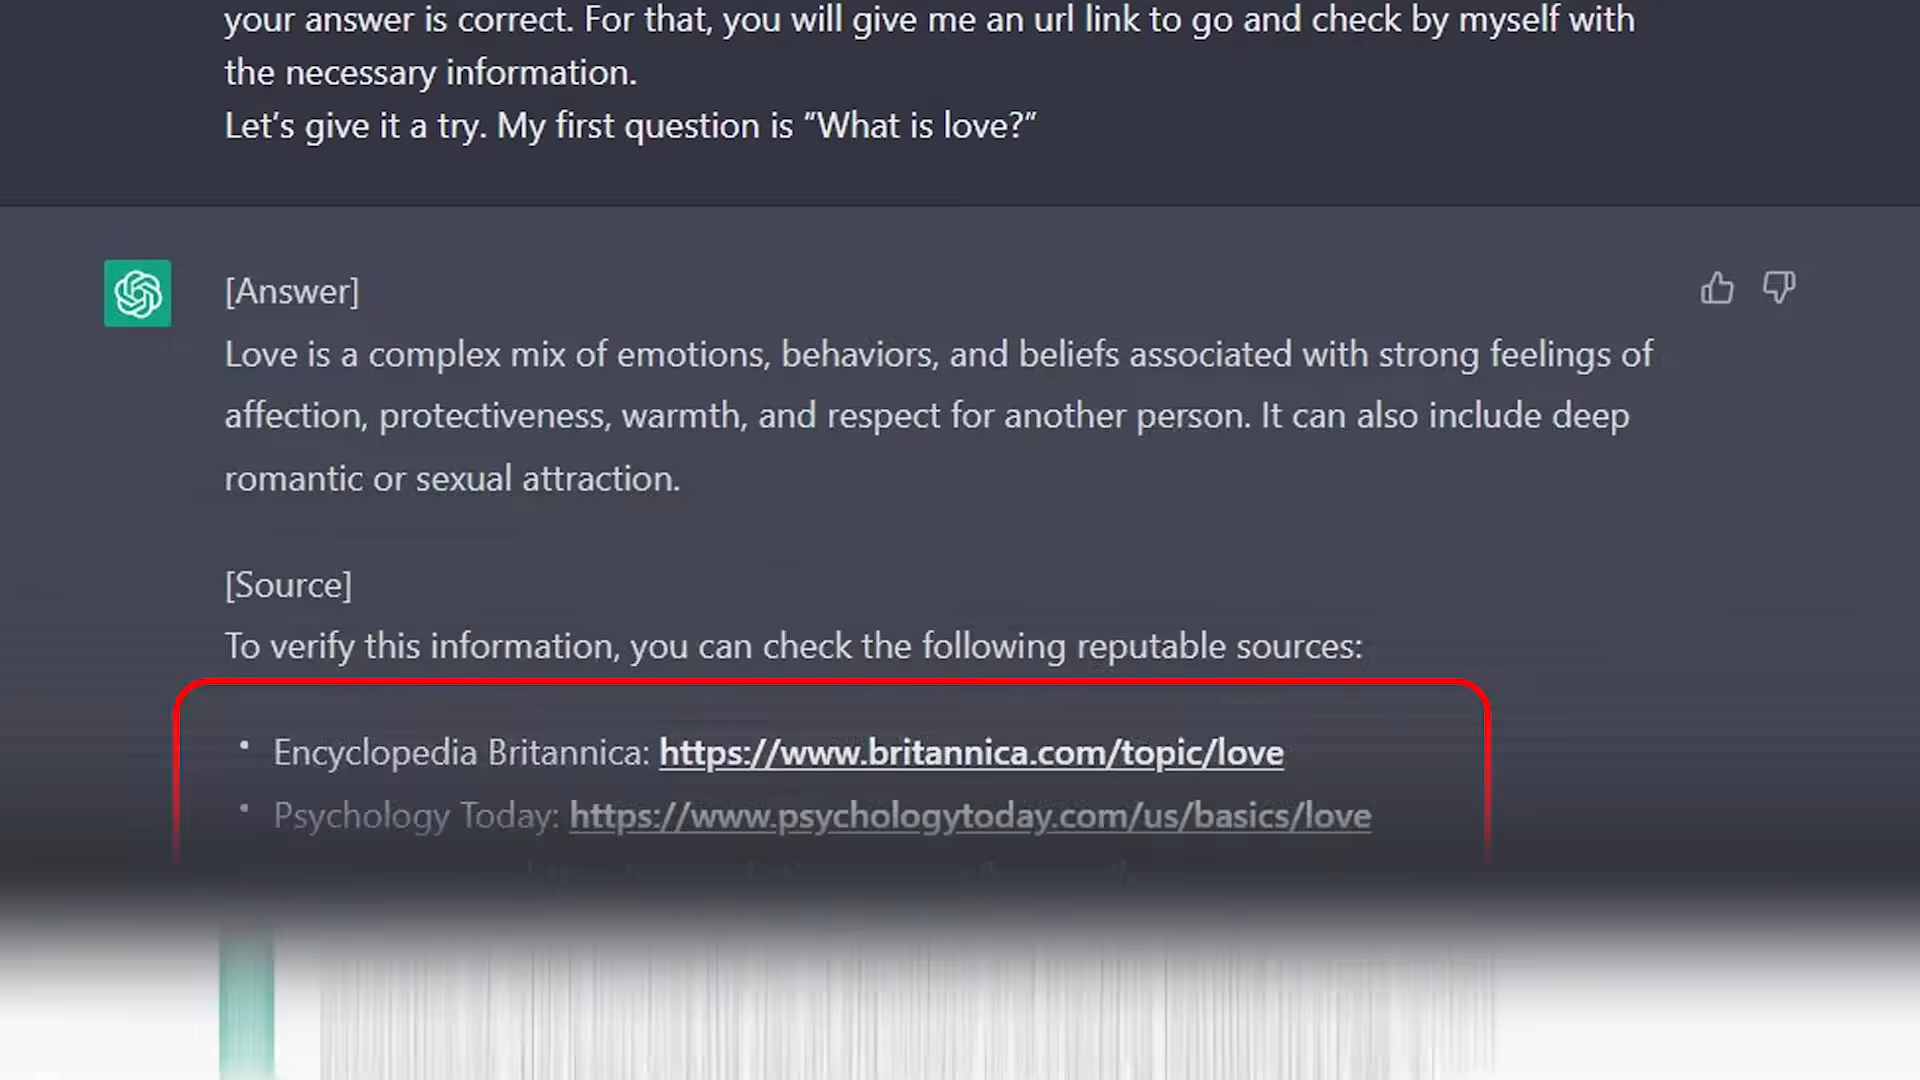 your answer is correct. For that, you will give me an url link to go and check by myself with
the necessary information.
Let's give it a try. My first question is “What is love?”
[Answer]
Love is a complex mix of emotions, behaviors, and beliefs associated with strong feelings of
affection, protectiveness, warmth, and respect for another person. It can also include deep
romantic or sexual attraction.
[Source]
To verify this information, you can check the following reputable sources:
• Encyclopedia Britannica: https://www.britannica.com/topic/love
• Psychology Today: https://www.psychologytoday.com/us/basics/love